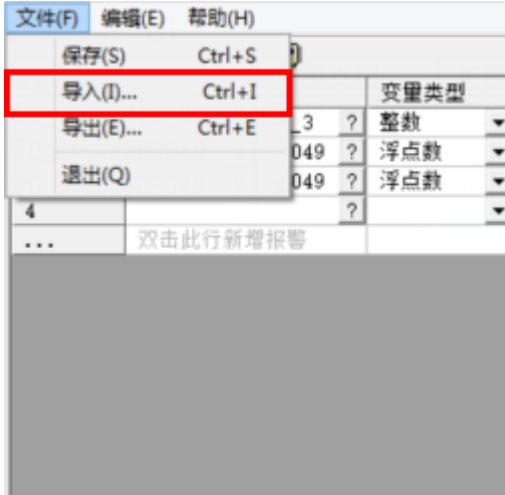 文件(F) 编辑(E) 帮助(H)
保存(S) Ctrl+S
导入(I)... Ctrl+I
变量类型
导出(E)... Ctrl+E
_3 ? 整数
049 ? 浮点数
退出(Q)
049 ? 浮点数
4 ?
... 双击此行新增报警